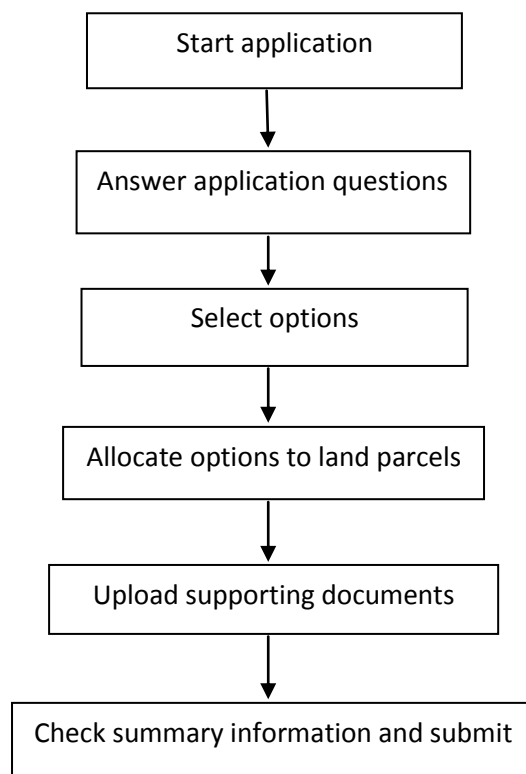 Start application
Answer application questions
Select options
Allocate options to land parcels
Upload supporting documents
Check summary information and submit